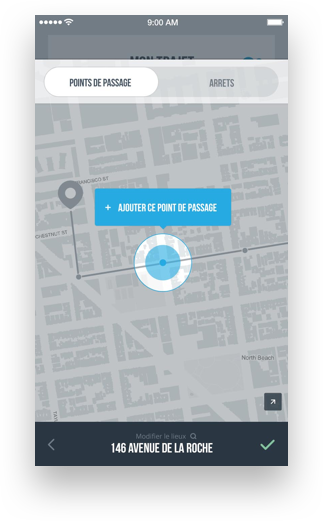 9:00 AM
MON TRAJET
POINTS DE PASSAGE
ARRETS
FRANCISCO ST
+ AJOUTER CE POINT DE PASSAGE
CHESTNUT ST
North Beach
Modifier le lieux
146 AVENUE DE LA ROCHE